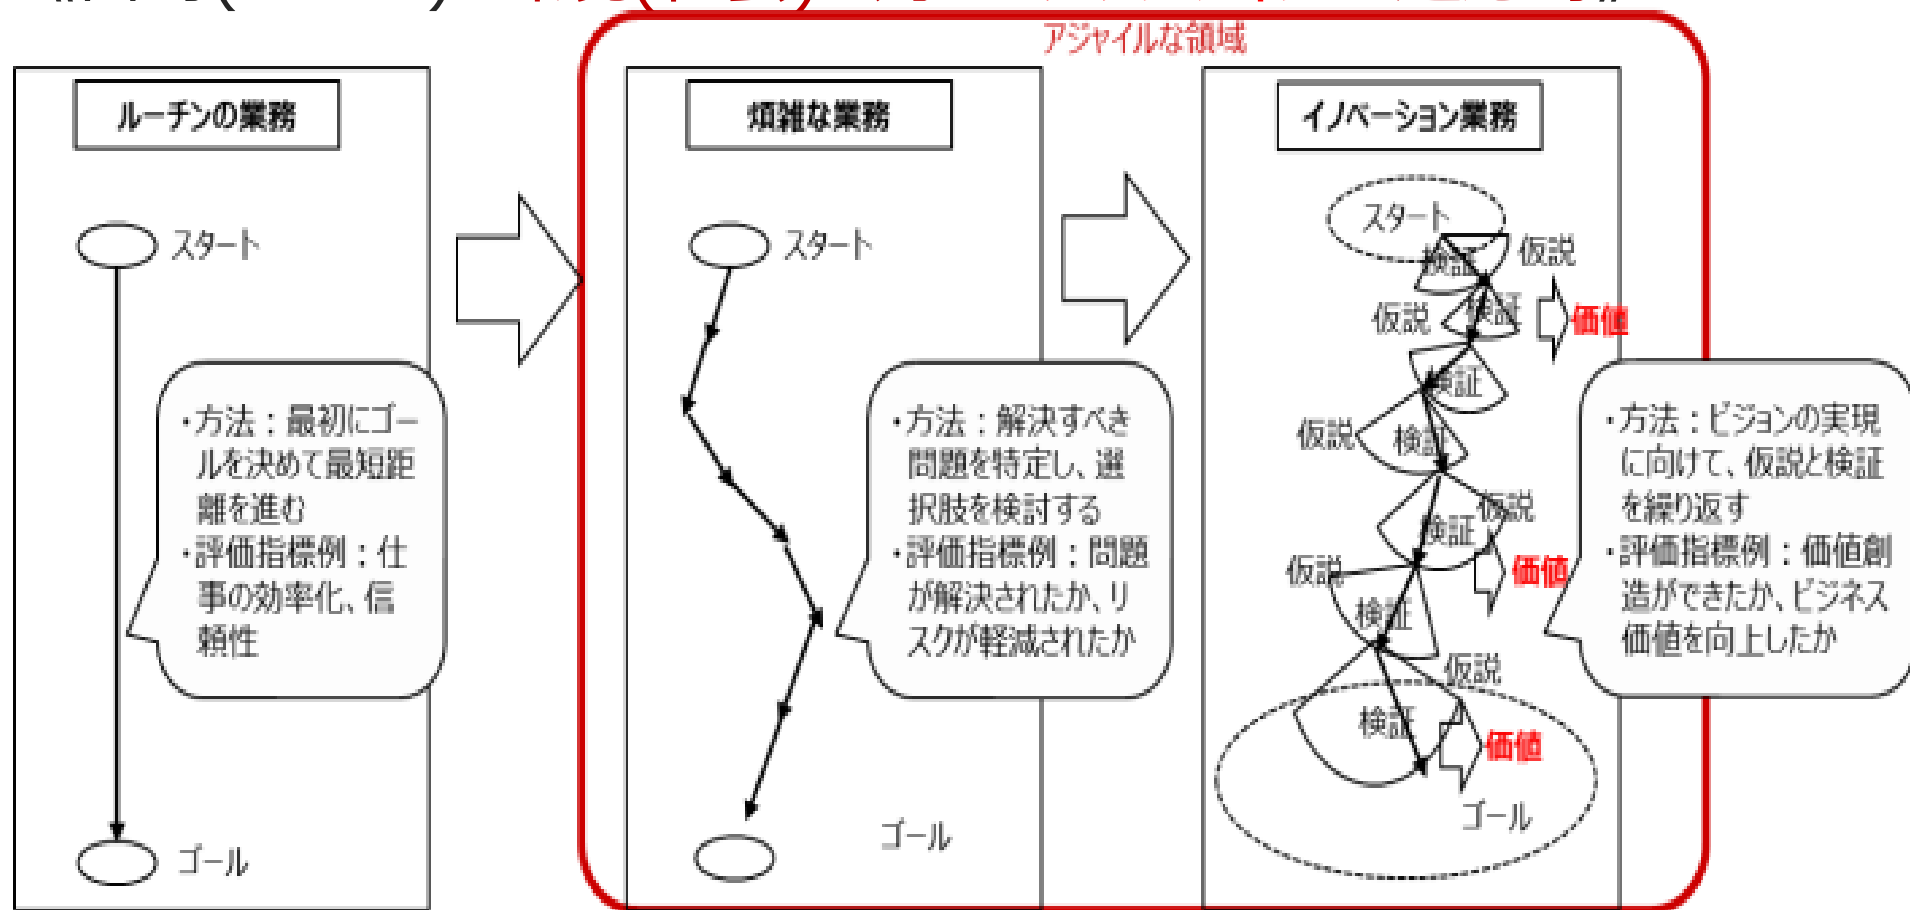 アジャイルな領域
ルーチンの業務
スタート
・方法：最初にゴー
ルを決めて最短距
離を進む
・評価指標例：仕
事の効率化、信
頼性
ゴール
煩雑な業務
スタート
・方法：解決すべき
問題を特定し、選
択肢を検討する
・評価指標例：問題
が解決されたか、リ
スクが軽減されたか
ゴール
イノベーション業務
スタート
仮説
検証
仮説
検証
価値
検証
仮説
検証
仮説
検証
仮説
価値
検証
仮説
検証
価値
ゴール
・方法：ビジョンの実現
に向けて、仮説と検証
を繰り返す
・評価指標例：価値創
造ができたか、ビジネス
価値を向上したか